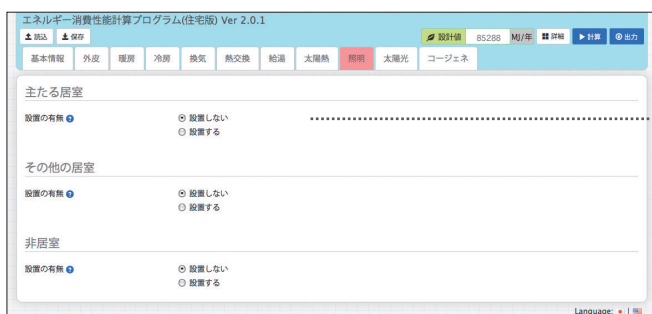 エネルギー消費性能計算プログラム(住宅版) Ver 2.0.1
読込 保存 設計値 85288 MJ/年 詳細 計算 出力
基本情報 外皮 暖房 冷房 換気 熱交換 給湯 太陽熱 照明 太陽光 コージェネ
主たる居室
設置の有無 設置しない
設置する
その他の居室
設置の有無 設置しない
設置する
非居室
設置の有無 設置しない
設置する
Language: